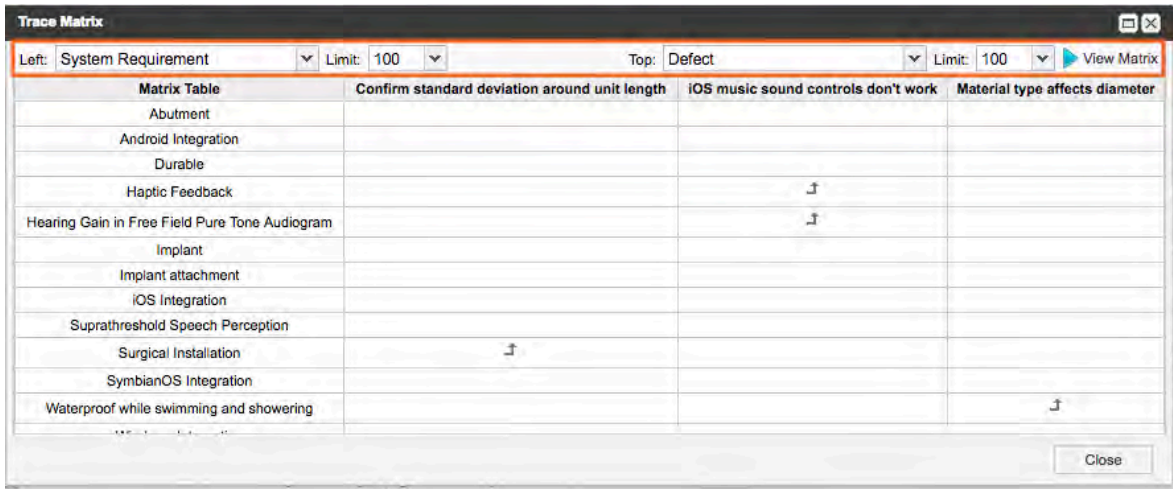 Trace Matrix
Left: System Requirement Limit: 100 Top: Defect Limit: 100 View Matrix
Matrix Table Confirm standard deviation around unit length iOS music sound controls don't work Material type affects diameter
Abutment
Android Integration
Durable
Haptic Feedback
Hearing Gain in Free Field Pure Tone Audiogram
Implant
Implant attachment
iOS Integration
Suprathreshold Speech Perception
Surgical Installation
SymbianOS Integration
Waterproof while swimming and showering
Close